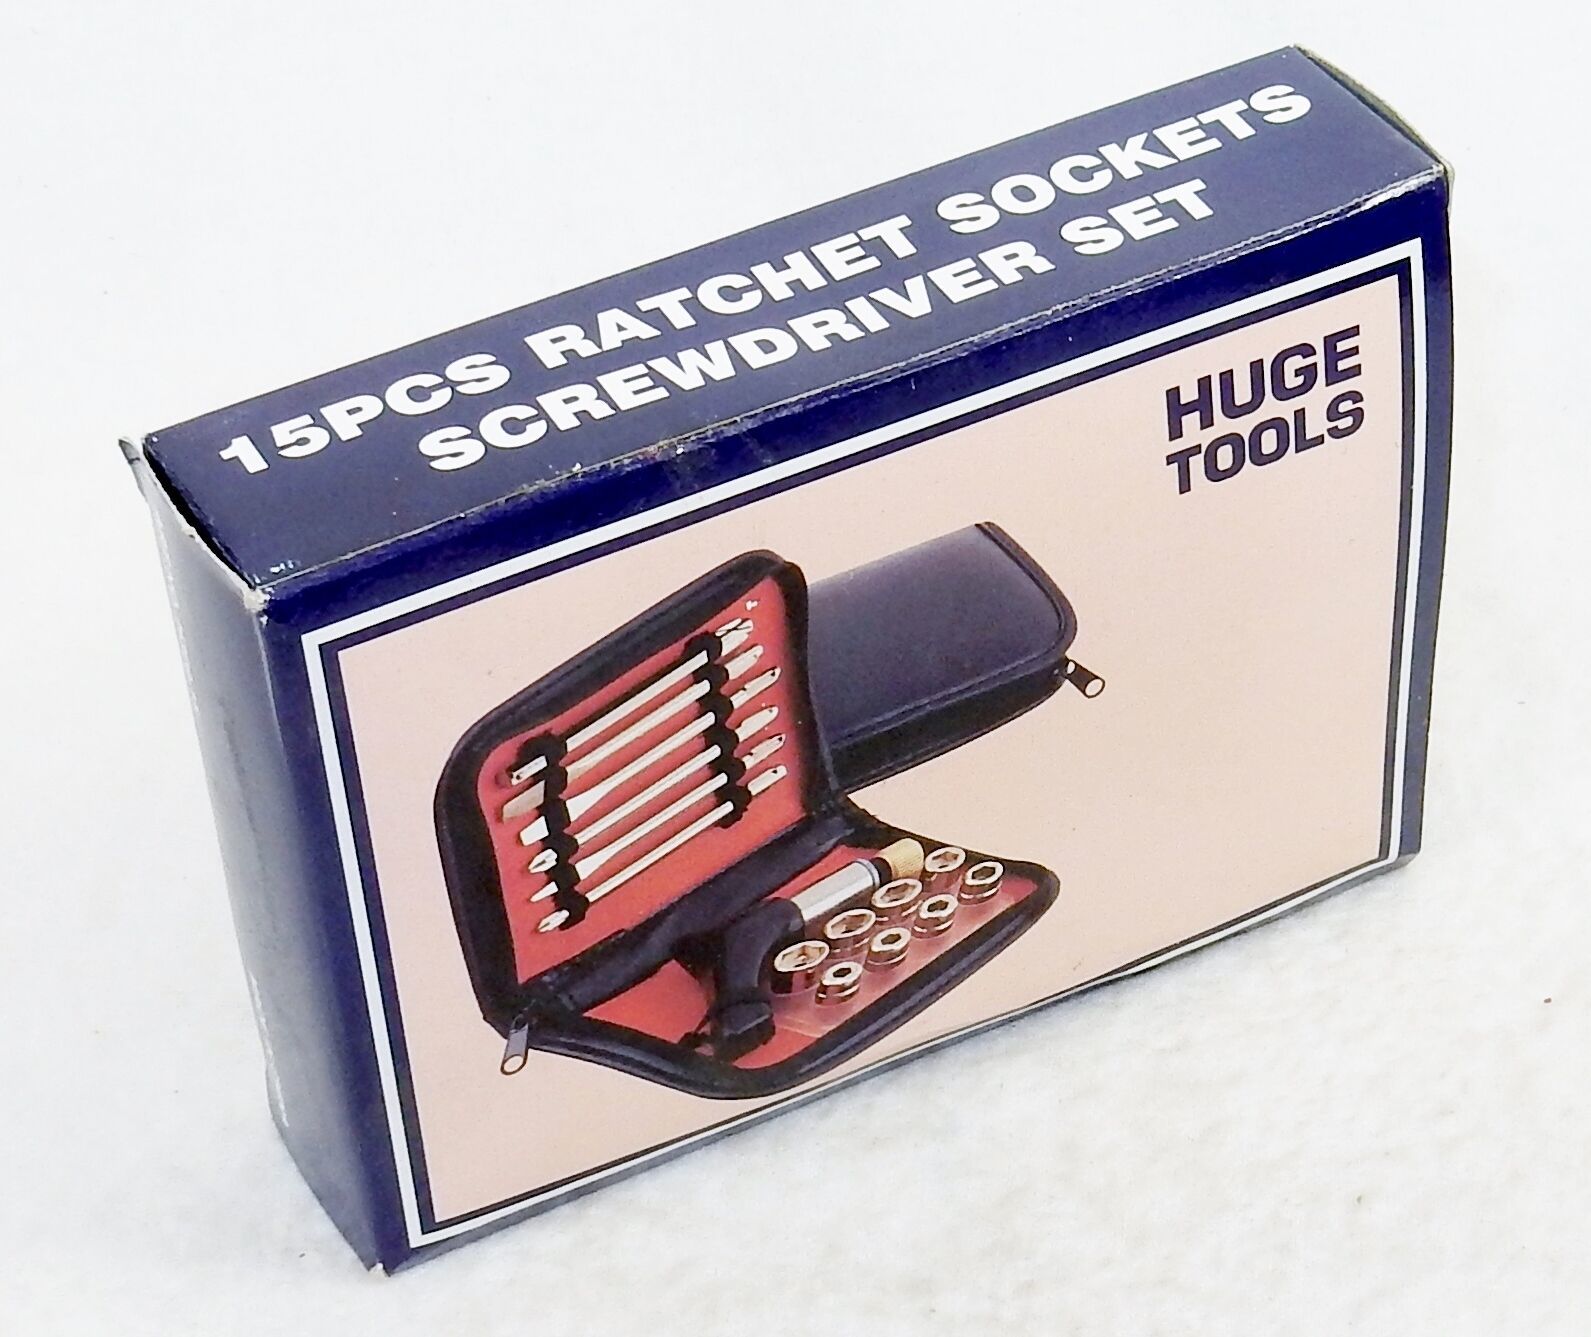 15PCS RATCHET SOCKETS
SCREWDRIVER SET
HUGE
TOOLS